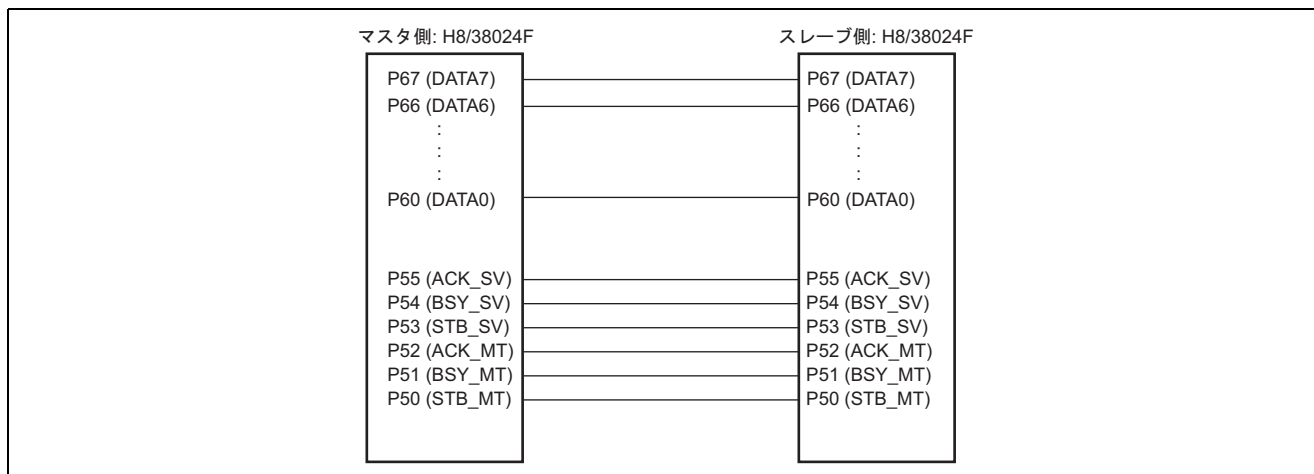 マスタ側: H8/38024F スレーブ側: H8/38024F
P67 (DATA7) P67 (DATA7)
P66 (DATA6) P66 (DATA6)
: :
: :
: :
P60 (DATA0) P60 (DATA0)
P55 (ACK_SV) P55 (ACK_SV)
P54 (BSY_SV) P54 (BSY_SV)
P53 (STB_SV) P53 (STB_SV)
P52 (ACK_MT) P52 (ACK_MT)
P51 (BSY_MT) P51 (BSY_MT)
P50 (STB_MT) P50 (STB_MT)